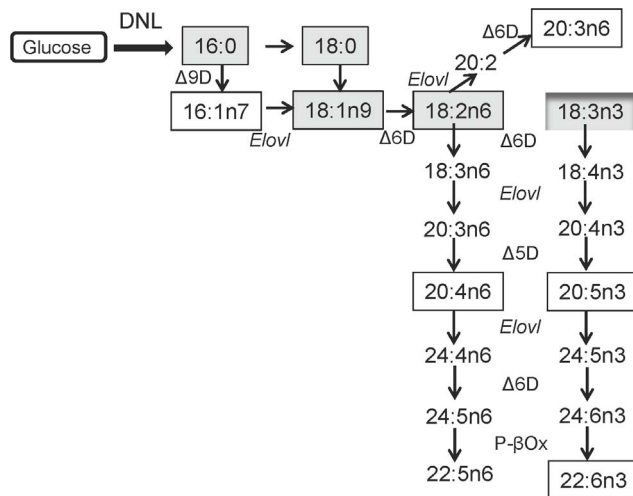 DNL
Δ6D
20:3n6
Glucose
16:0
18:0
20:2
Δ9D
Elovl
16:1n7
18:1n9
18:2n6
18:3n3
Elovl
Δ6D
Δ6D
18:3n6
18:4n3
Elovl
20:3n6
20:4n3
Δ5D
20:4n6
20:5n3
Elovl
24:4n6
24:5n3
Δ6D
24:5n6
24:6n3
P-βOx
22:5n6
22:6n3